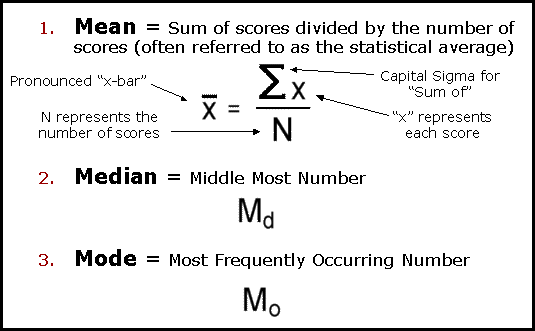 1. Mean = Sum of scores divided by the number of
scores (often referred to as the statistical average)
Pronounced "x-bar"
N represents the
number of scores
x̅ = ∑x / N
Capital Sigma for
"Sum of"
"x" represents
each score
2. Median = Middle Most Number
M_d
3. Mode = Most Frequently Occurring Number
M_o